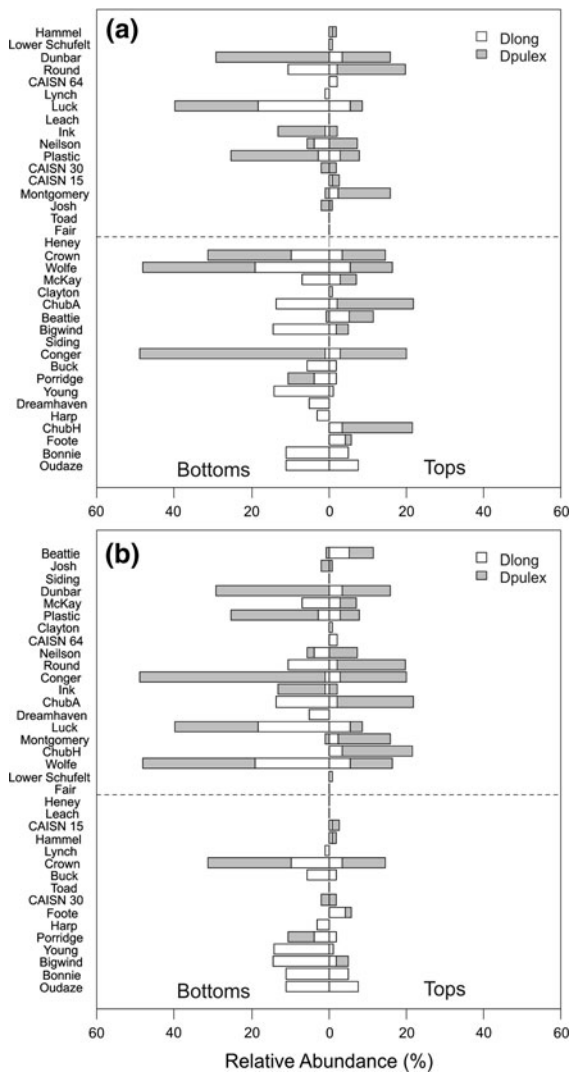 (a)
Dlong
Dpulex
Hammel
Lower Schufelt
Dunbar
Round
CAISN 64
Lynch
Luck
Leach
Ink
Neilson
Plastic
CAISN 30
CAISN 15
Montgomery
Josh
Toad
Fair
Heney
Crown
Wolfe
McKay
Clayton
ChubA
Beattie
Bigwind
Siding
Conger
Buck
Porridge
Young
Dreamhaven
Harp
ChubH
Foote
Bonnie
Oudaze
Bottoms Tops
60 40 20 0 20 40 60
(b)
Dlong
Dpulex
Beattie
Josh
Siding
Dunbar
McKay
Plastic
Clayton
CAISN 64
Neilson
Round
Conger
Ink
ChubA
Dreamhaven
Luck
Montgomery
ChubH
Wolfe
Lower Schufelt
Fair
Heney
Leach
CAISN 15
Hammel
Lynch
Crown
Buck
Toad
CAISN 30
Foote
Harp
Porridge
Young
Bigwind
Bonnie
Oudaze
Bottoms Tops
60 40 20 0 20 40 60
Relative Abundance (%)